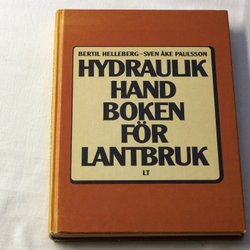 BERTIL HELLEBERG – SVEN ÅKE PAULSSON
HYDRAULIK
HAND
BOKEN
FÖR
LANTBRUK
LT